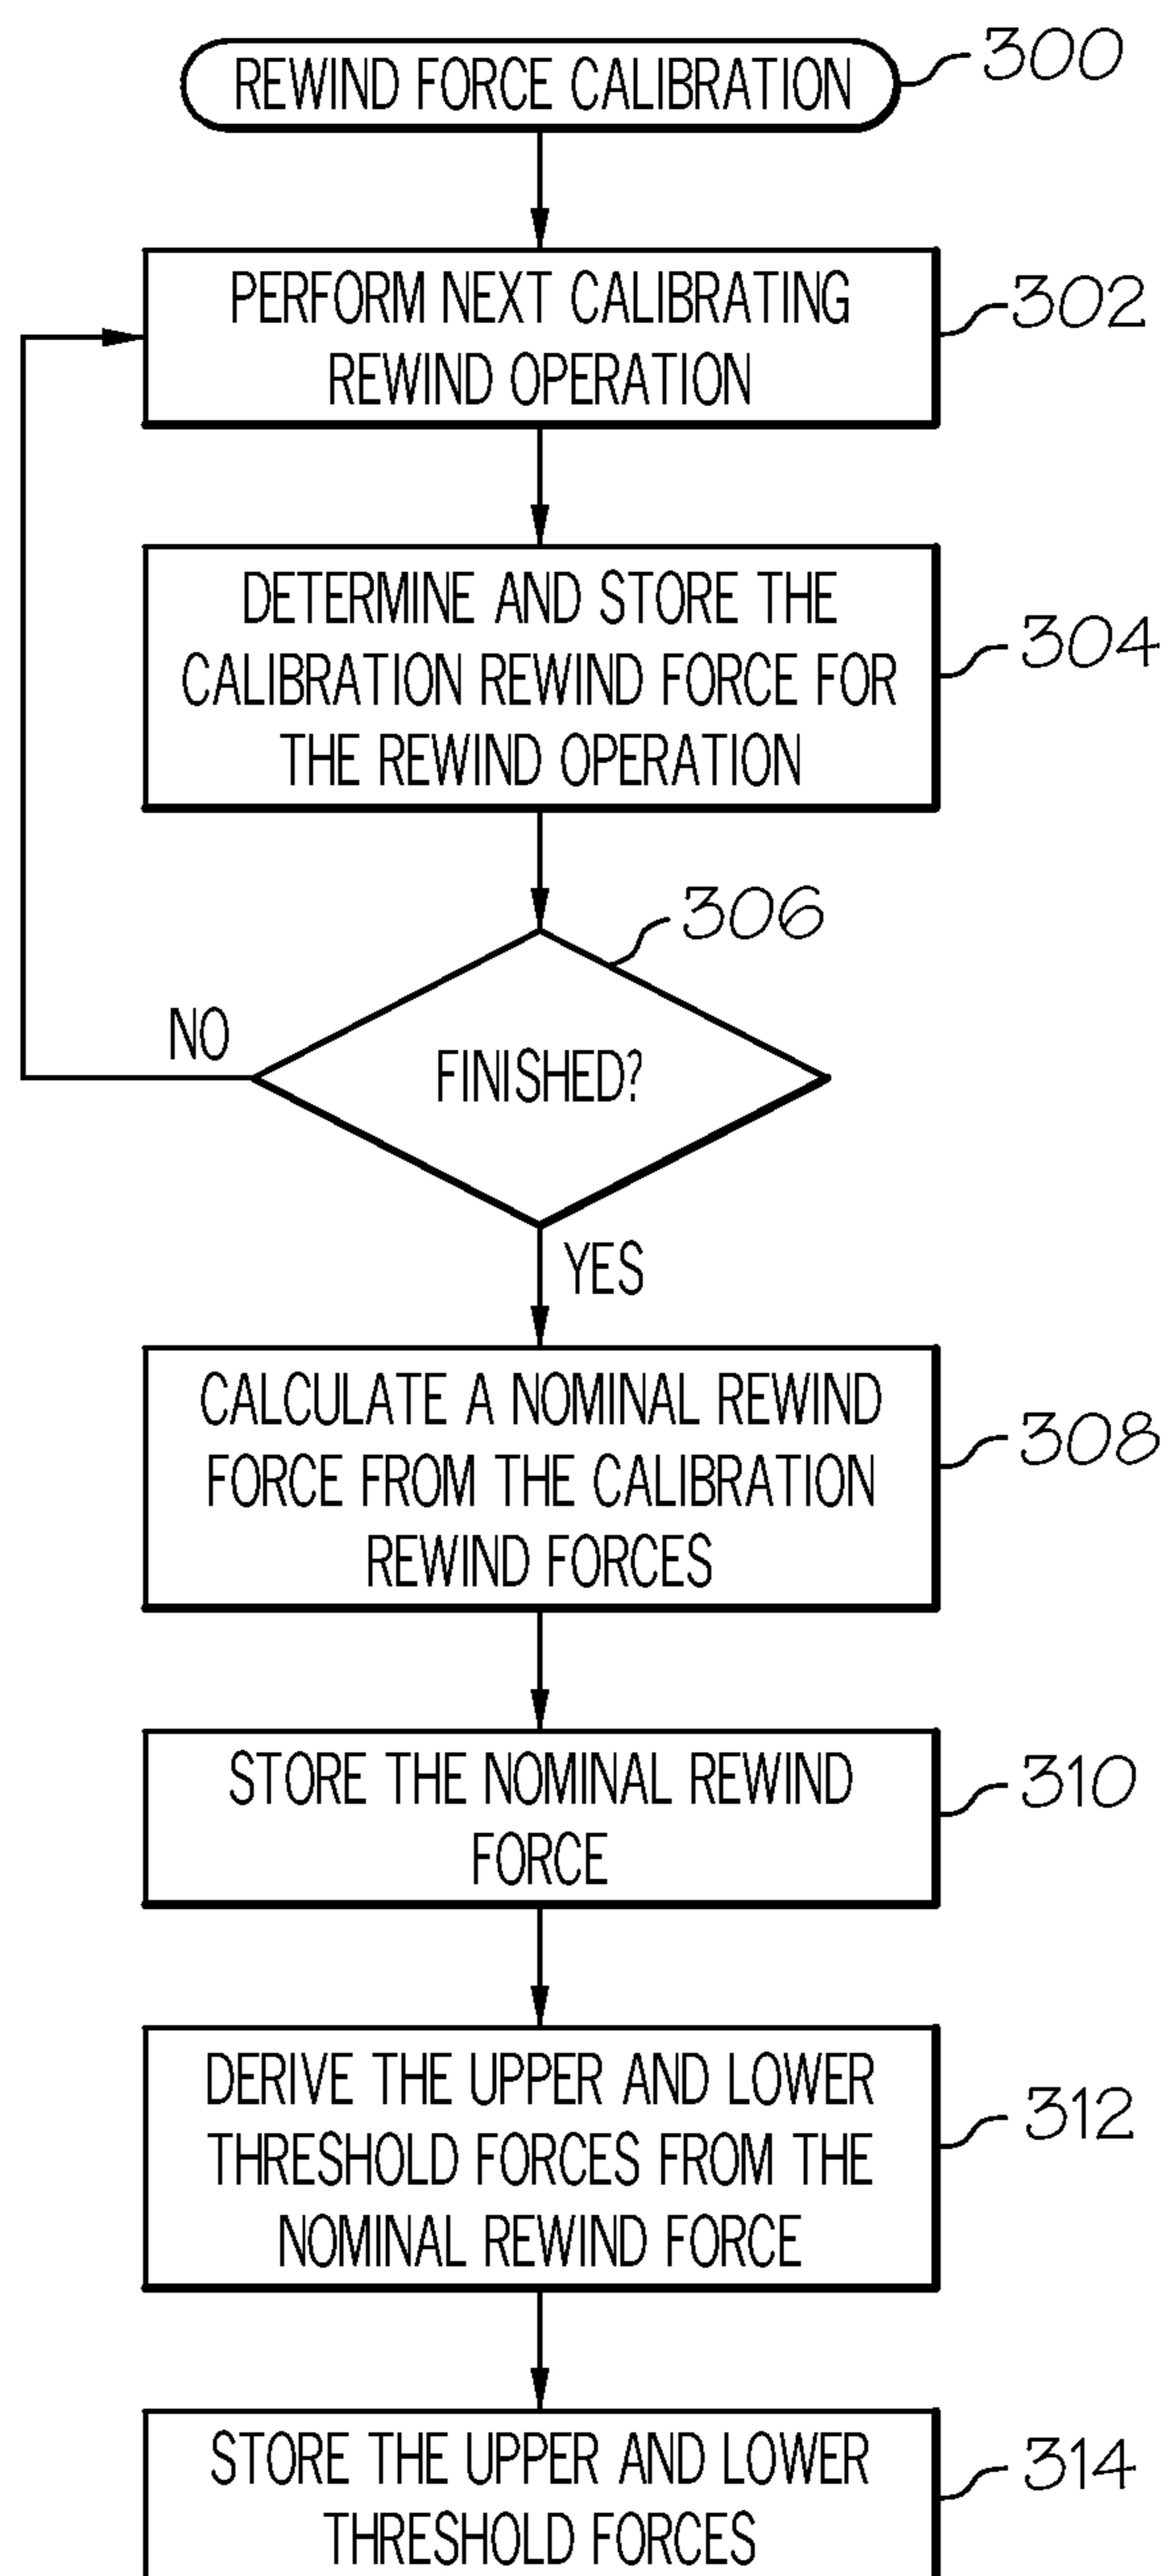 REWIND FORCE CALIBRATION
300
PERFORM NEXT CALIBRATING
REWIND OPERATION
302
DETERMINE AND STORE THE
CALIBRATION REWIND FORCE FOR
THE REWIND OPERATION
304
306
NO
FINISHED?
YES
CALCULATE A NOMINAL REWIND
FORCE FROM THE CALIBRATION
REWIND FORCES
308
STORE THE NOMINAL REWIND
FORCE
310
DERIVE THE UPPER AND LOWER
THRESHOLD FORCES FROM THE
NOMINAL REWIND FORCE
312
STORE THE UPPER AND LOWER
THRESHOLD FORCES
314